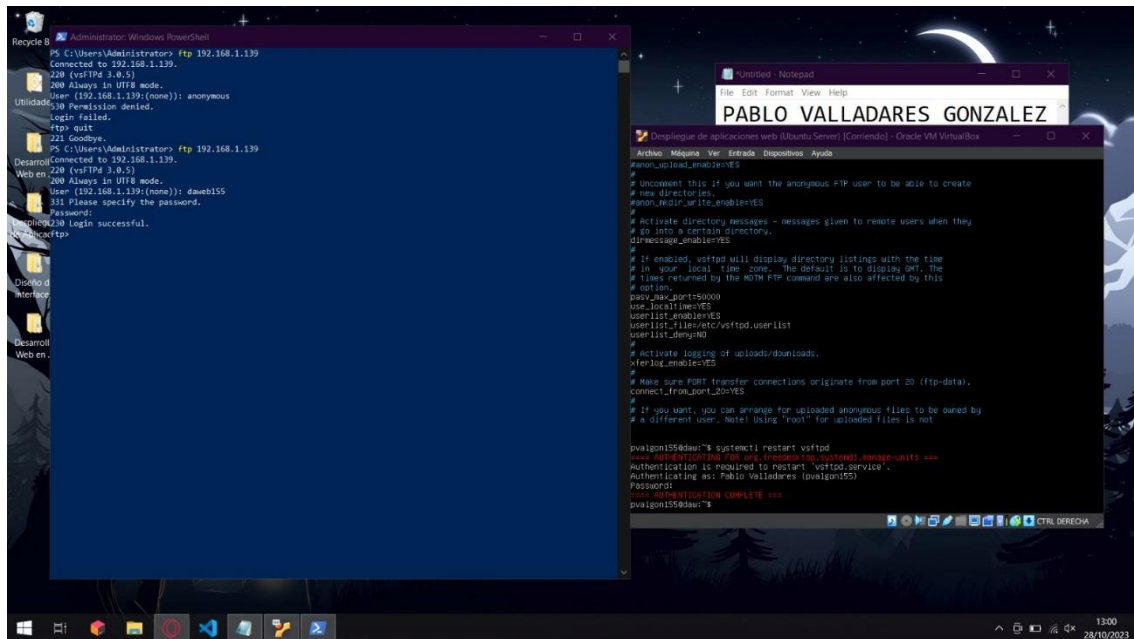 Recycle B
Utilidade
Desarroll
Web en .
Despliegu
de Aplicac
Diseño d
Interface
Desarroll
Web en .
Administrator: Windows PowerShell
PS C:\Users\Administrator> ftp 192.168.1.139
Connected to 192.168.1.139.
220 (vsFTPd 3.0.5)
200 Always in UTF8 mode.
User (192.168.1.139:(none)): anonymous
530 Permission denied.
Login failed.
ftp> quit
221 Goodbye.
PS C:\Users\Administrator> ftp 192.168.1.139
Connected to 192.168.1.139.
220 (vsFTPd 3.0.5)
200 Always in UTF8 mode.
User (192.168.1.139:(none)): daweb155
331 Please specify the password.
Password:
230 Login successful.
ftp>
*Untitled - Notepad
File Edit Format View Help
PABLO VALLADARES GONZALEZ
Despliegue de aplicaciones web (Ubuntu Server) [Corriendo] - Oracle VM VirtualBox
Archivo Máquina Ver Entrada Dispositivos Ayuda
#anon_upload_enable=YES
#
# Uncomment this if you want the anonymous FTP user to be able to create
# new directories.
#anon_mkdir_write_enable=YES
#
# Activate directory messages - messages given to remote users when they
# go into a certain directory.
dirmessage_enable=YES
#
# If enabled, vsftpd will display directory listings with the time
# in your local time zone. The default is to display GMT. The
# times returned by the MDTM FTP command are also affected by this
# option.
pasv_max_port=50000
use_localtime=YES
userlist_enable=YES
userlist_file=/etc/vsftpd.userlist
userlist_deny=NO
#
# Activate logging of uploads/downloads.
xferlog_enable=YES
#
# Make sure PORT transfer connections originate from port 20 (ftp-data).
connect_from_port_20=YES
#
# If you want, you can arrange for uploaded anonymous files to be owned by
# a different user. Note! Using "root" for uploaded files is not
pvalgon155@daw:~$ systemctl restart vsftpd
==== AUTHENTICATING FOR org.freedesktop.systemd1.manage-units ===
Authentication is required to restart 'vsftpd.service'.
Authenticating as: Pablo Valladares (pvalgon155)
Password:
==== AUTHENTICATION COMPLETE ===
pvalgon155@daw:~$
CTRL DERECHA
13:00
28/10/2023